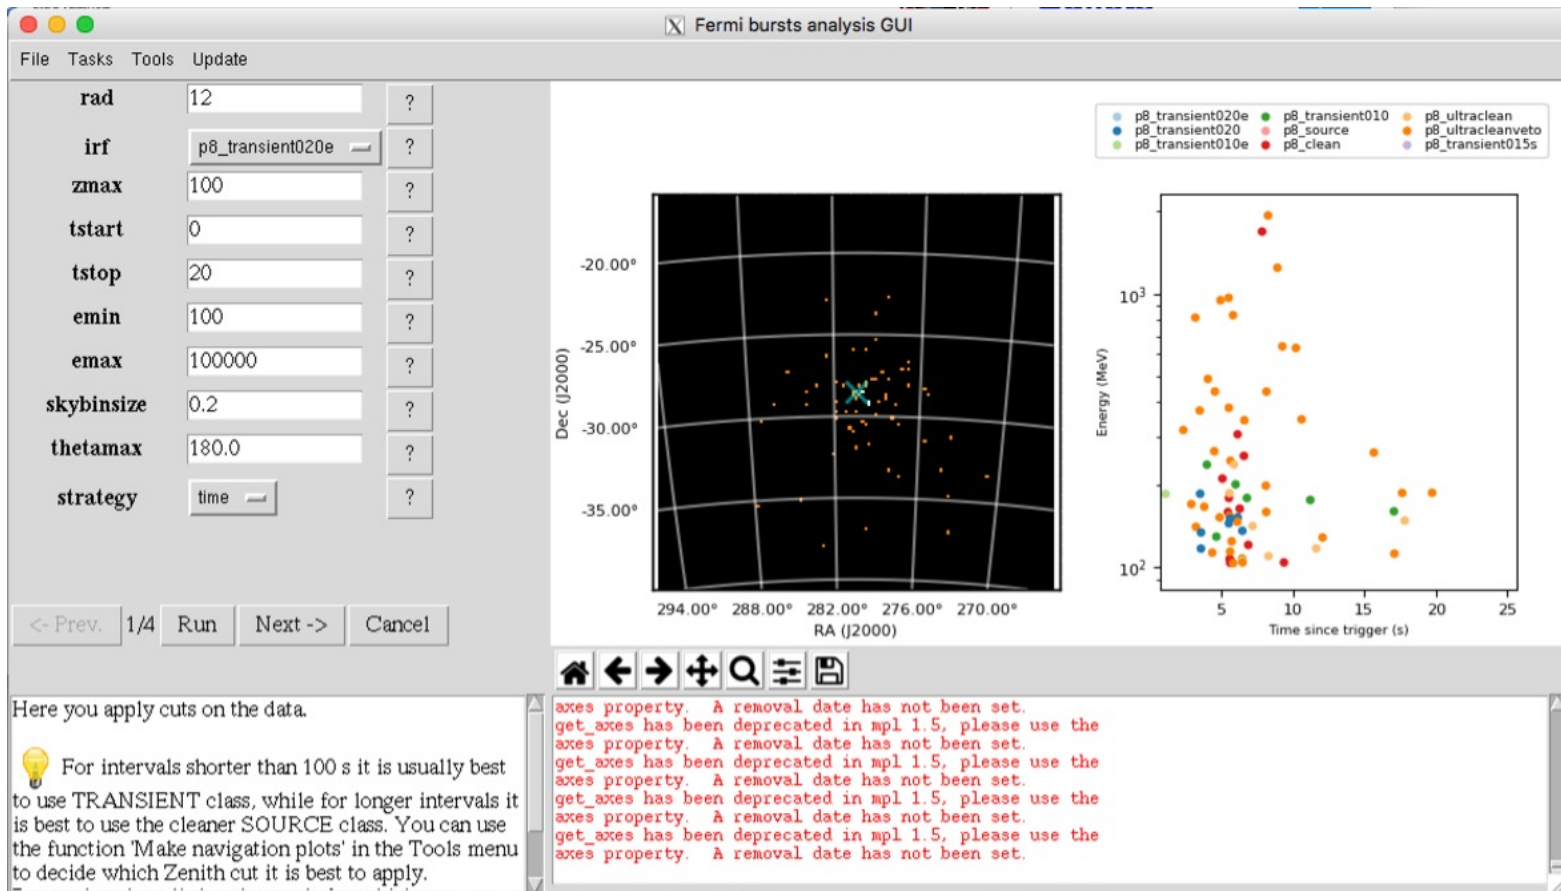 Fermi bursts analysis GUI
File Tasks Tools Update
rad 12 ?
irf p8_transient020e ?
zmax 100 ?
tstart 0 ?
tstop 20 ?
emin 100 ?
emax 100000 ?
skybinsize 0.2 ?
thetamax 180.0 ?
strategy time ?
<- Prev. 1/4 Run Next -> Cancel
p8_transient020e p8_transient010 p8_ultraclean
p8_transient020 p8_source p8_ultracleanveto
p8_transient010e p8_clean p8_transient015s
-20.00°
-25.00°
-30.00°
-35.00°
Dec (J2000)
294.00° 288.00° 282.00° 276.00° 270.00°
RA (J2000)
10³
10²
Energy (MeV)
5 10 15 20 25
Time since trigger (s)
Here you apply cuts on the data.
For intervals shorter than 100 s it is usually best
to use TRANSIENT class, while for longer intervals it
is best to use the cleaner SOURCE class. You can use
the function 'Make navigation plots' in the Tools menu
to decide which Zenith cut it is best to apply.
axes property. A removal date has not been set.
get_axes has been deprecated in mpl 1.5, please use the
axes property. A removal date has not been set.
get_axes has been deprecated in mpl 1.5, please use the
axes property. A removal date has not been set.
get_axes has been deprecated in mpl 1.5, please use the
axes property. A removal date has not been set.
get_axes has been deprecated in mpl 1.5, please use the
axes property. A removal date has not been set.